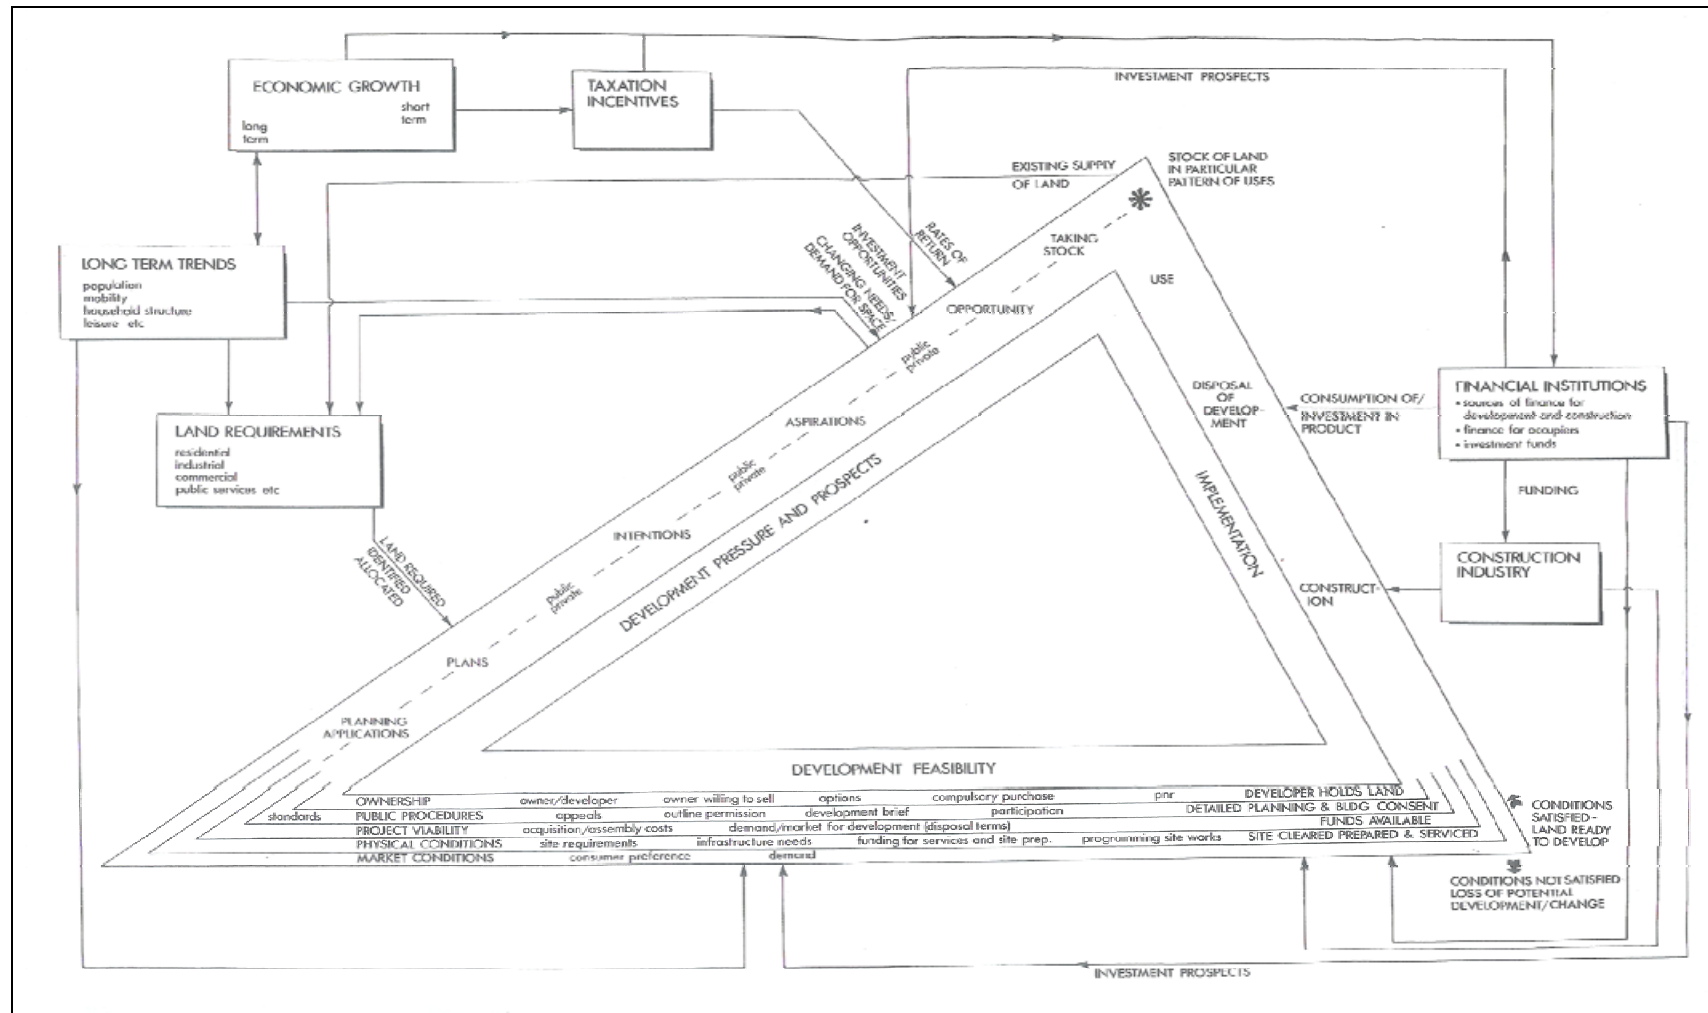 ECONOMIC GROWTH
short
term
long
term
TAXATION
INCENTIVES
INVESTMENT PROSPECTS
EXISTING SUPPLY
OF LAND
STOCK OF LAND
IN PARTICULAR
PATTERN OF USES
LONG TERM TRENDS
population
mobility
household structure
leisure etc
RATES OF
RETURN
INVESTMENT
OPPORTUNITIES
CHANGING NEEDS/
DEMAND FOR SPACE
TAKING
STOCK
USE
OPPORTUNITY
public
private
LAND REQUIREMENTS
residential
industrial
commercial
public services etc
ASPIRATIONS
DISPOSAL
OF
DEVELOP-
MENT
CONSUMPTION OF/
INVESTMENT IN
PRODUCT
FINANCIAL INSTITUTIONS
• sources of finance for
development and construction
• finance for occupiers
• investment funds
public
private
FUNDING
LAND REQUIRED
IDENTIFIED
ALLOCATED
INTENTIONS
DEVELOPMENT PRESSURE AND PROSPECTS
IMPLEMENTATION
CONSTRUCTION
INDUSTRY
public
private
CONSTRUCT-
ION
PLANS
PLANNING
APPLICATIONS
DEVELOPMENT FEASIBILITY
OWNERSHIP owner/developer owner willing to sell options compulsory purchase pnr DEVELOPER HOLDS LAND
standards PUBLIC PROCEDURES appeals outline permission development brief participation DETAILED PLANNING & BLDG CONSENT
PROJECT VIABILITY acquisition/assembly costs demand/market for development (disposal terms) FUNDS AVAILABLE
PHYSICAL CONDITIONS site requirements infrastructure needs funding for services and site prep. programming site works SITE CLEARED PREPARED & SERVICED
MARKET CONDITIONS consumer preference demand
CONDITIONS
SATISFIED-
LAND READY
TO DEVELOP
CONDITIONS NOT SATISFIED
LOSS OF POTENTIAL
DEVELOPMENT/CHANGE
INVESTMENT PROSPECTS